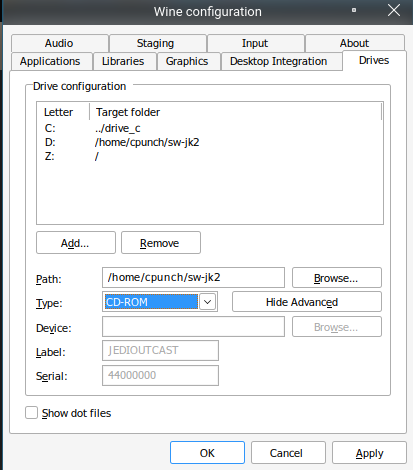 Wine configuration
Audio Staging Input About
Applications Libraries Graphics Desktop Integration Drives
Drive configuration
Letter Target folder
C: ../drive_c
D: /home/cpunch/sw-jk2
Z: /
Add... Remove
Path: /home/cpunch/sw-jk2 Browse...
Type: CD-ROM Hide Advanced
Device: Browse...
Label: JEDIOUTCAST
Serial: 44000000
Show dot files
OK Cancel Apply